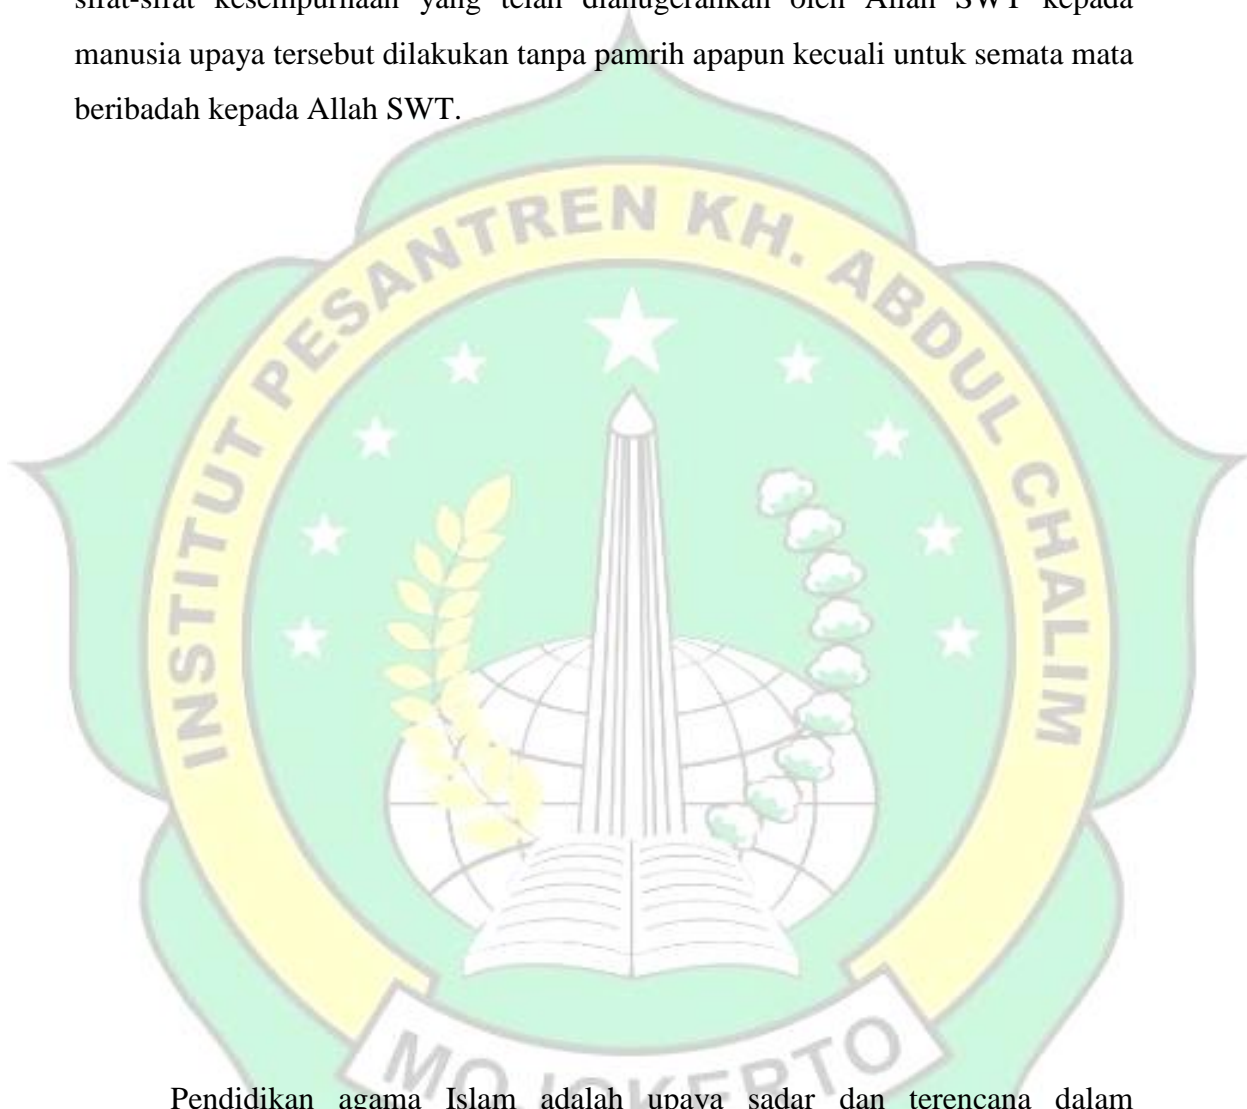 sifat-sifat kesempurnaan yang telah dianugerahkan oleh Allah SWT kepada
manusia upaya tersebut dilakukan tanpa pamrih apapun kecuali untuk semata mata
beribadah kepada Allah SWT.
INSTITUT PESANTREN KH. ABDUL CHALIM
MOJOKERTO
Pendidikan agama Islam adalah upaya sadar dan terencana dalam